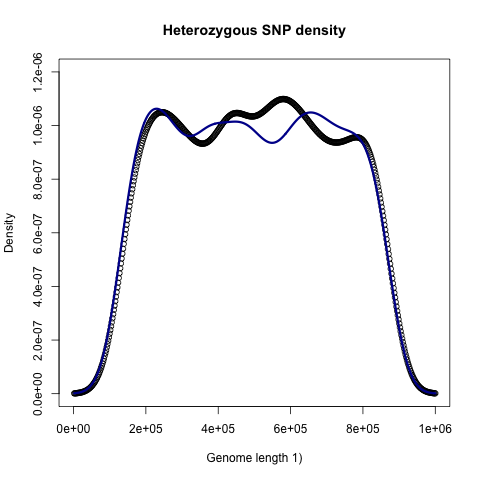 Heterozygous SNP density
Density
1.2e-06
1.0e-06
8.0e-07
6.0e-07
4.0e-07
2.0e-07
0.0e+00
0e+00 2e+05 4e+05 6e+05 8e+05 1e+06
Genome length 1)